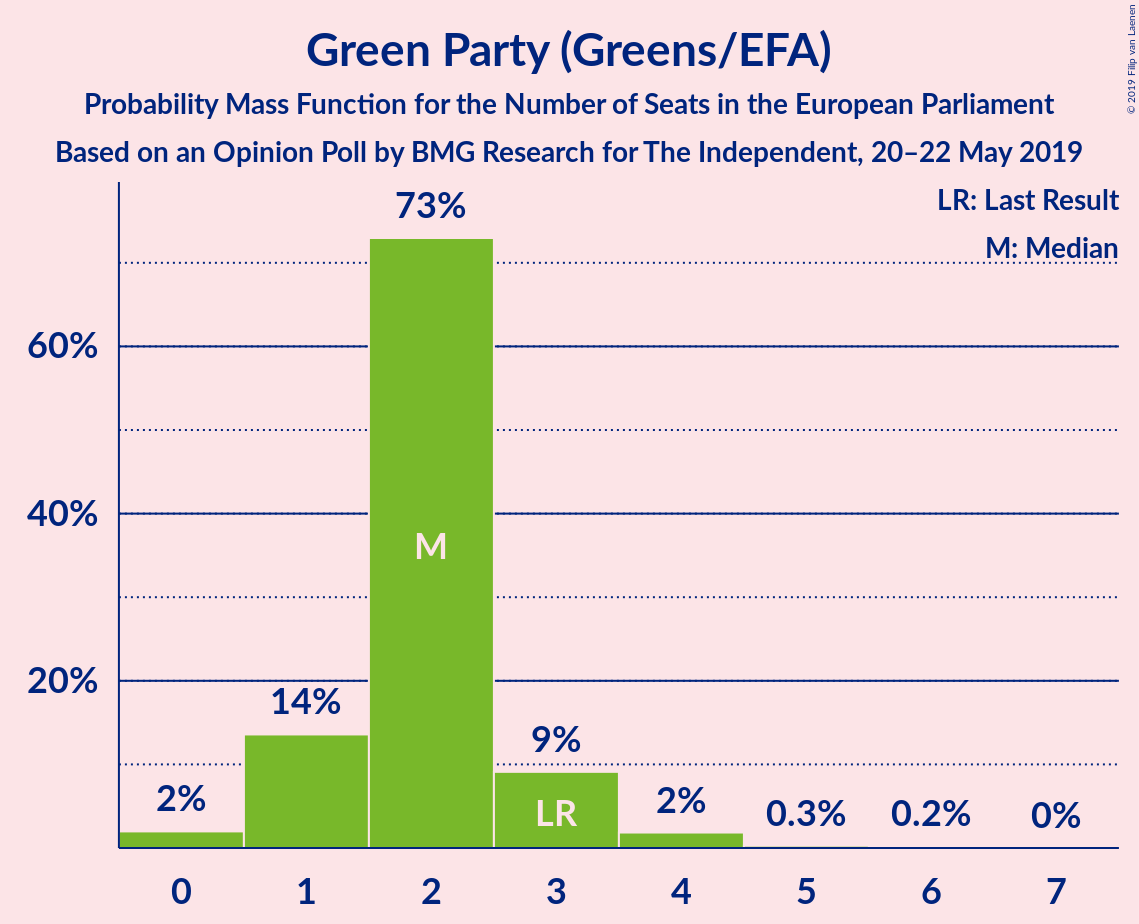 Green Party (Greens/EFA)
Probability Mass Function for the Number of Seats in the European Parliament
Based on an Opinion Poll by BMG Research for The Independent, 20–22 May 2019
© 2019 Filip van Laenen
LR: Last Result
M: Median
73%
60%
40%
M
20%
14%
9%
2%
LR
2%
0.3%
0.2%
0%
0 1 2 3 4 5 6 7